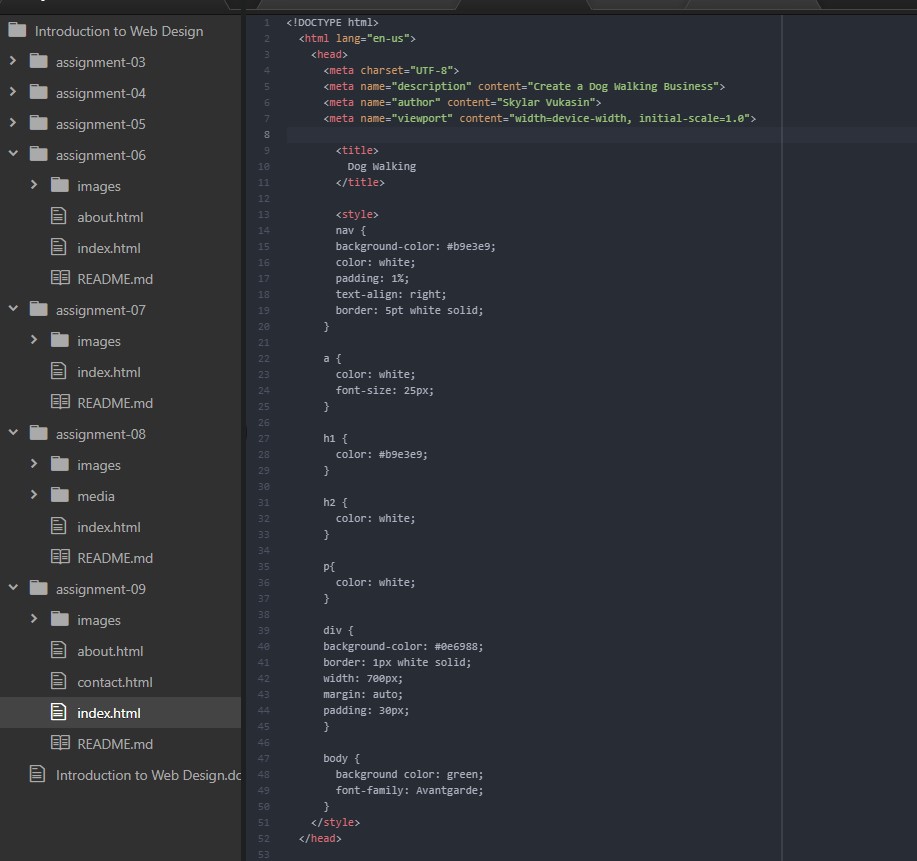 Introduction to Web Design
assignment-03
assignment-04
assignment-05
assignment-06
images
about.html
index.html
README.md
assignment-07
images
index.html
README.md
assignment-08
images
media
index.html
README.md
assignment-09
images
about.html
contact.html
index.html
README.md
Introduction to Web Design.dc
1 <!DOCTYPE html>
2 <html lang="en-us">
3 <head>
4 <meta charset="UTF-8">
5 <meta name="description" content="Create a Dog Walking Business">
6 <meta name="author" content="Skylar Vukasin">
7 <meta name="viewport" content="width=device-width, initial-scale=1.0">
8
9 <title>
10 Dog Walking
11 </title>
12
13 <style>
14 nav {
15 background-color: #b9e3e9;
16 color: white;
17 padding: 1%;
18 text-align: right;
19 border: 5pt white solid;
20 }
21
22 a {
23 color: white;
24 font-size: 25px;
25 }
26
27 h1 {
28 color: #b9e3e9;
29 }
30
31 h2 {
32 color: white;
33 }
34
35 p{
36 color: white;
37 }
38
39 div {
40 background-color: #0e6988;
41 border: 1px white solid;
42 width: 700px;
43 margin: auto;
44 padding: 30px;
45 }
46
47 body {
48 background color: green;
49 font-family: Avantgarde;
50 }
51 </style>
52 </head>
53